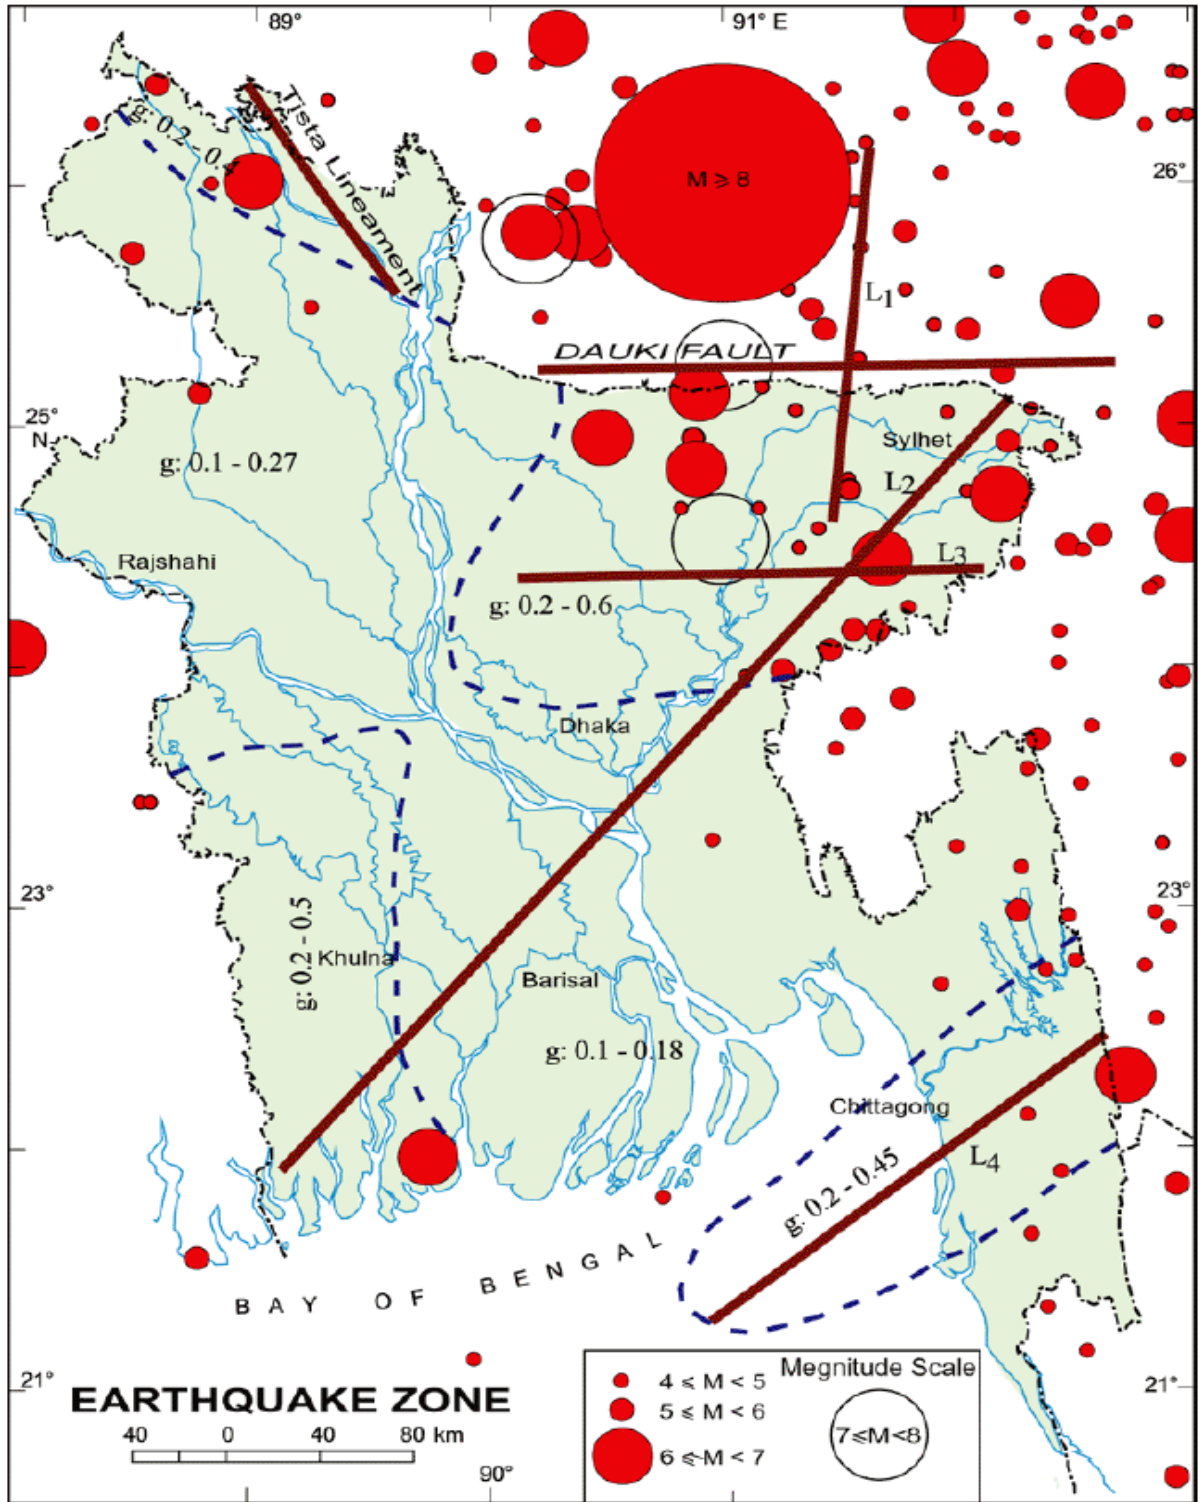 89°
91° E
Tista Lineament
g: 0.2 - 0.4
M ⩾ 8
26°
L1
DAUKI FAULT
25°
N
Sylhet
g: 0.1 - 0.27
L2
Rajshahi
L3
g: 0.2 - 0.6
Dhaka
23°
23°
g: 0.2 - 0.5
Khulna
Barisal
g: 0.1 - 0.18
Chittagong
L4
g: 0.2 - 0.45
BAY OF BENGAL
21°
21°
EARTHQUAKE ZONE
40 0 40 80 km
90°
Megnitude Scale
4 ⩽ M < 5
5 ⩽ M < 6
6 ⩽ M < 7
7⩽M<8